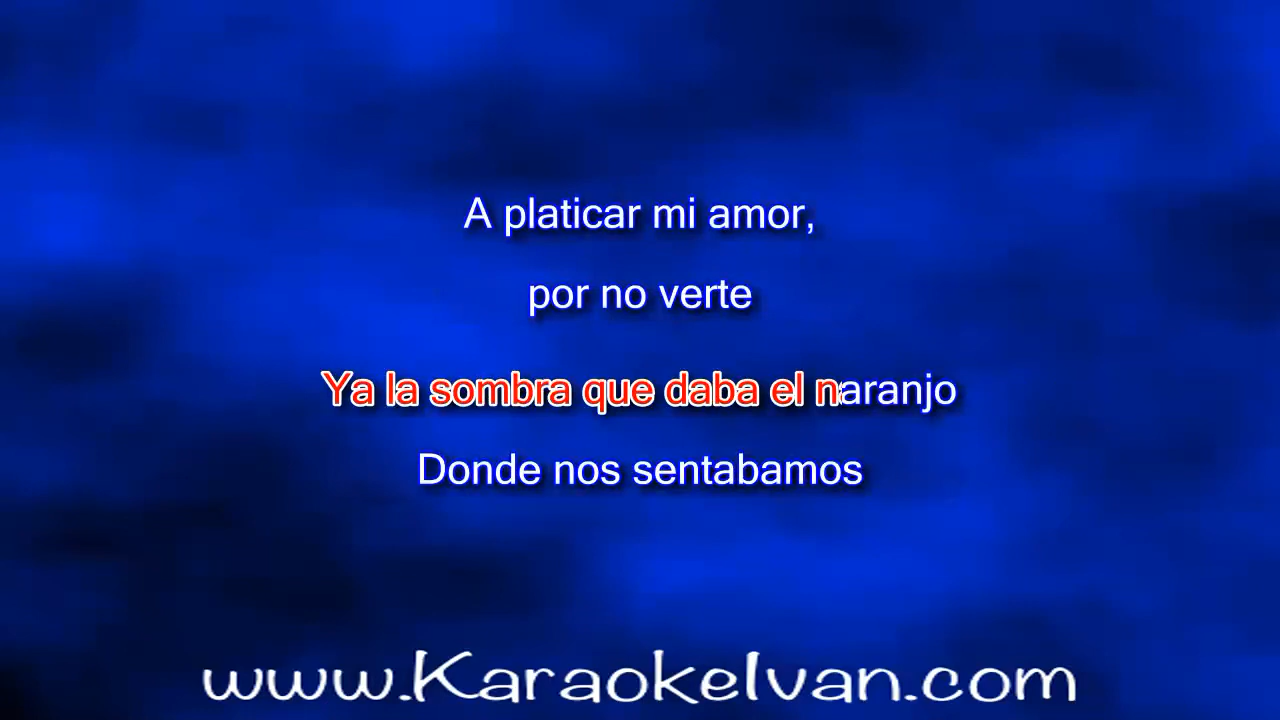 A platicar mi amor,
por no verte
Ya la sombra que daba el naranjo
Donde nos sentabamos
www.KaraokeIvan.com